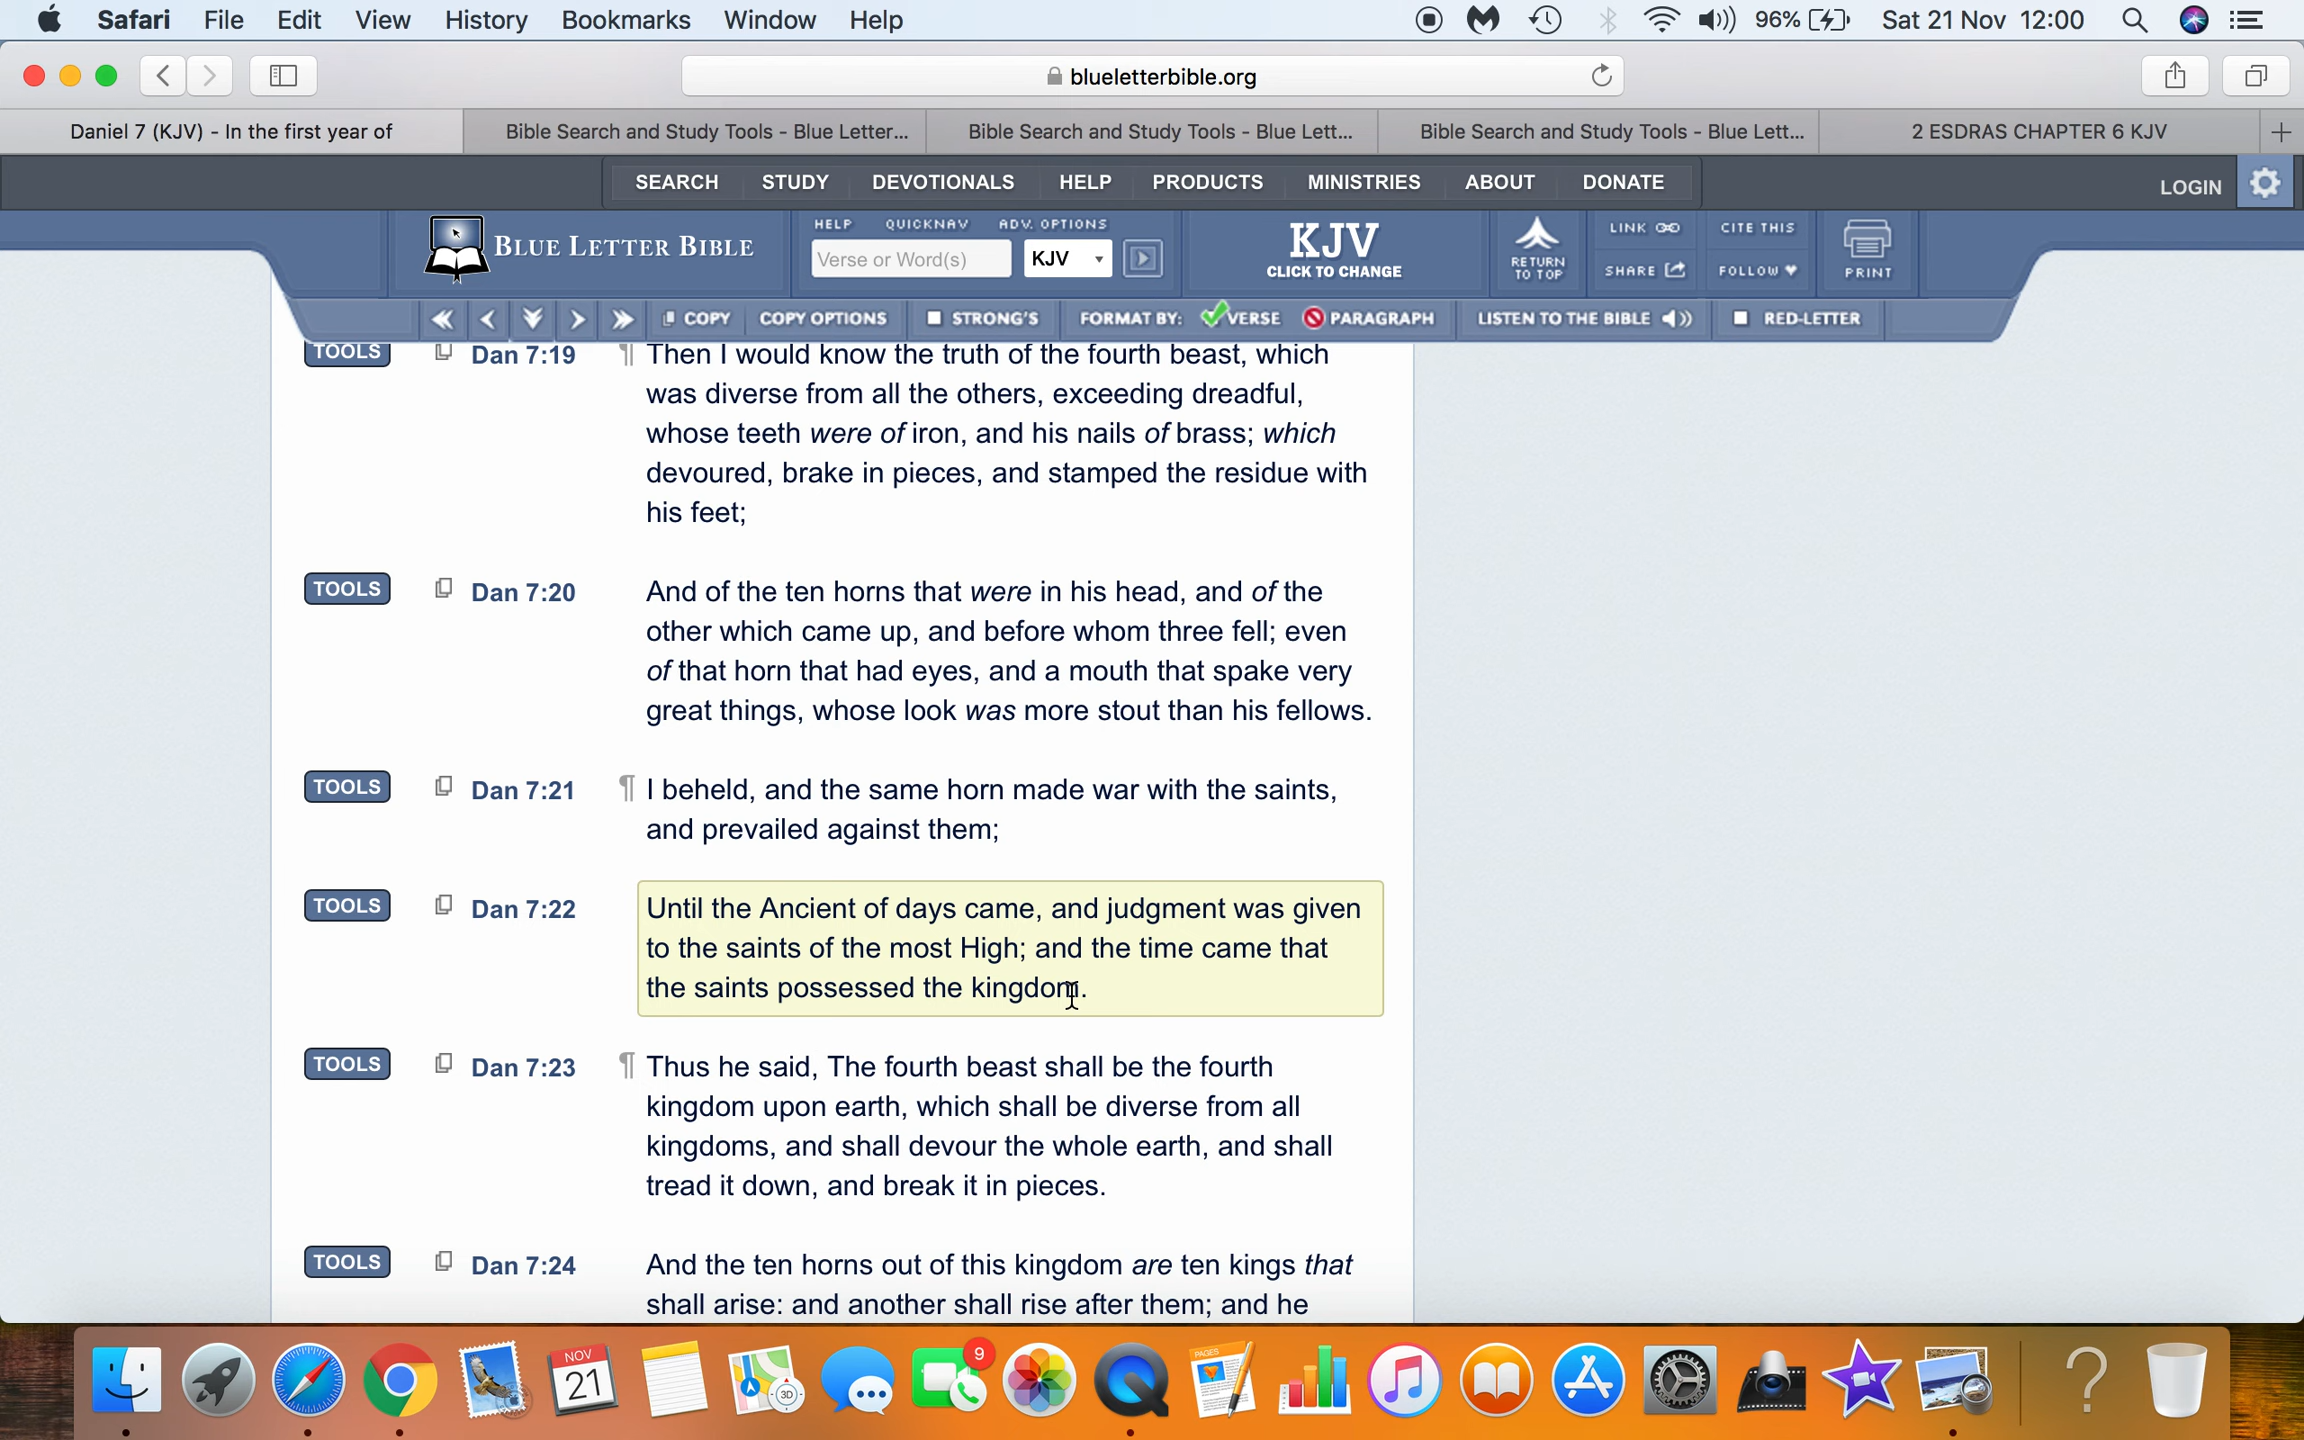 Safari File Edit View History Bookmarks Window Help 96% Sat 21 Nov 12:00
blueletterbible.org
Daniel 7 (KJV) - In the first year of
Bible Search and Study Tools - Blue Letter...
Bible Search and Study Tools - Blue Lett...
Bible Search and Study Tools - Blue Lett...
2 ESDRAS CHAPTER 6 KJV
SEARCH STUDY DEVOTIONALS HELP PRODUCTS MINISTRIES ABOUT DONATE LOGIN
BLUE LETTER BIBLE
HELP QUICKNAV ADV. OPTIONS
Verse or Word(s) KJV
KJV
CLICK TO CHANGE
RETURN
TO TOP
LINK CITE THIS
SHARE FOLLOW
PRINT
COPY COPY OPTIONS STRONG'S FORMAT BY: VERSE PARAGRAPH LISTEN TO THE BIBLE RED-LETTER
TOOLS Dan 7:19 ¶ Then I would know the truth of the fourth beast, which
was diverse from all the others, exceeding dreadful,
whose teeth were of iron, and his nails of brass; which
devoured, brake in pieces, and stamped the residue with
his feet;
TOOLS Dan 7:20 And of the ten horns that were in his head, and of the
other which came up, and before whom three fell; even
of that horn that had eyes, and a mouth that spake very
great things, whose look was more stout than his fellows.
TOOLS Dan 7:21 ¶ I beheld, and the same horn made war with the saints,
and prevailed against them;
TOOLS Dan 7:22 Until the Ancient of days came, and judgment was given
to the saints of the most High; and the time came that
the saints possessed the kingdom.
TOOLS Dan 7:23 ¶ Thus he said, The fourth beast shall be the fourth
kingdom upon earth, which shall be diverse from all
kingdoms, and shall devour the whole earth, and shall
tread it down, and break it in pieces.
TOOLS Dan 7:24 And the ten horns out of this kingdom are ten kings that
shall arise: and another shall rise after them; and he
NOV
21
3D
9
PAGES